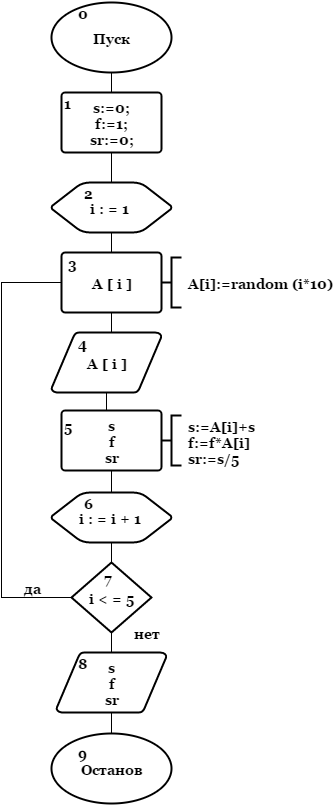 0
Пуск
1
s:=0;
f:=1;
sr:=0;
2
i : = 1
3
A [ i ]
A[i]:=random (i*10)
4
A [ i ]
5
s
f
sr
s:=A[i]+s
f:=f*A[i]
sr:=s/5
6
i : = i + 1
7
i < = 5
да
нет
8
s
f
sr
9
Останов